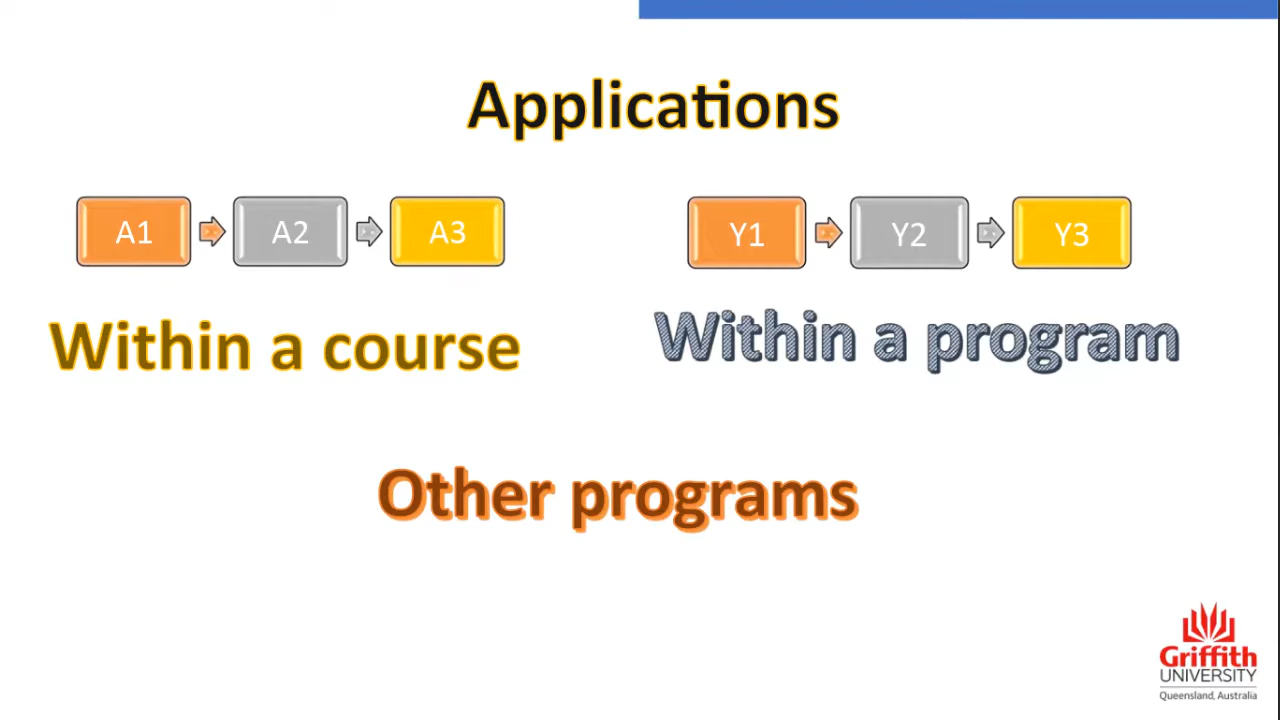 Applications
A1 A2 A3
Y1 Y2 Y3
Within a course
Within a program
Other programs
Griffith
UNIVERSITY
Queensland, Australia